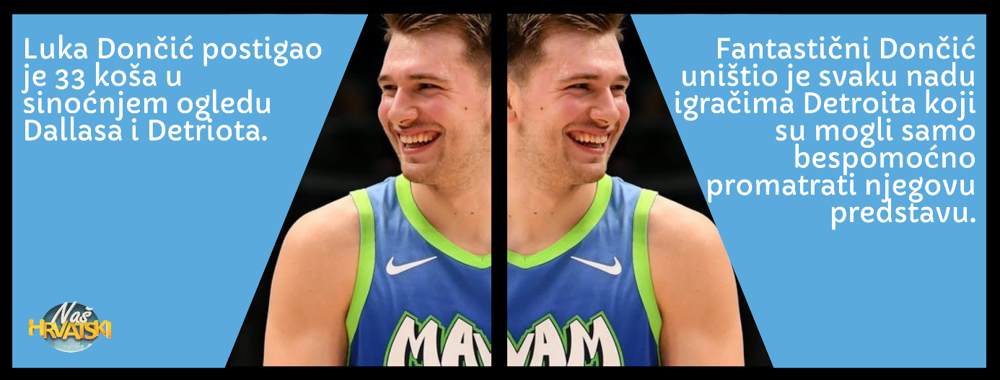 Luka Dončić postigao
je 33 koša u
sinoćnjem ogledu
Dallasa i Detriota.
Naš
HRVATSKI
MAV
Fantastični Dončić
uništio je svaku nadu
igračima Detroita koji
su mogli samo
bespomoćno
promatrati njegovu
predstavu.
VAM